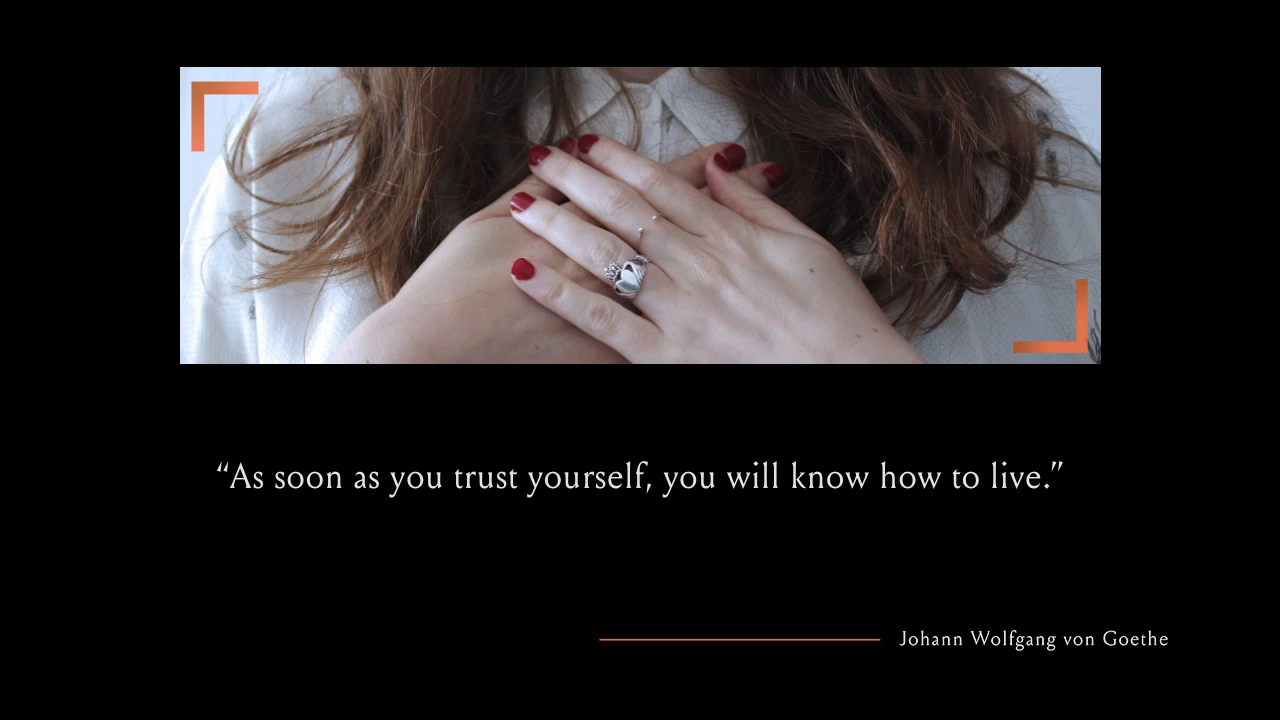 “As soon as you trust yourself, you will know how to live.”
Johann Wolfgang von Goethe